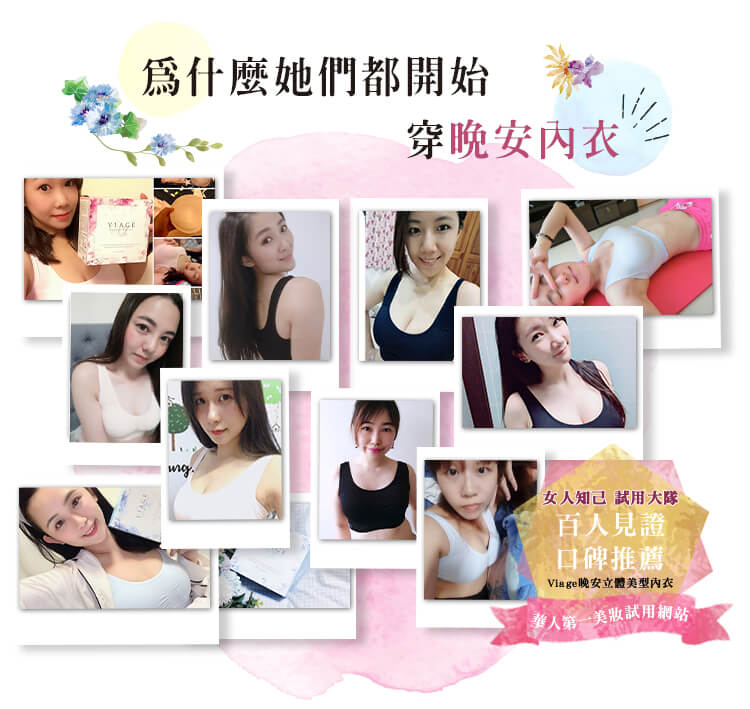 為什麼她們都開始
穿晚安內衣
VIAGE
ung.
女人知己 試用大隊
百人見證
口碑推薦
Viage晚安立體美型內衣
華人第一美妝試用網站